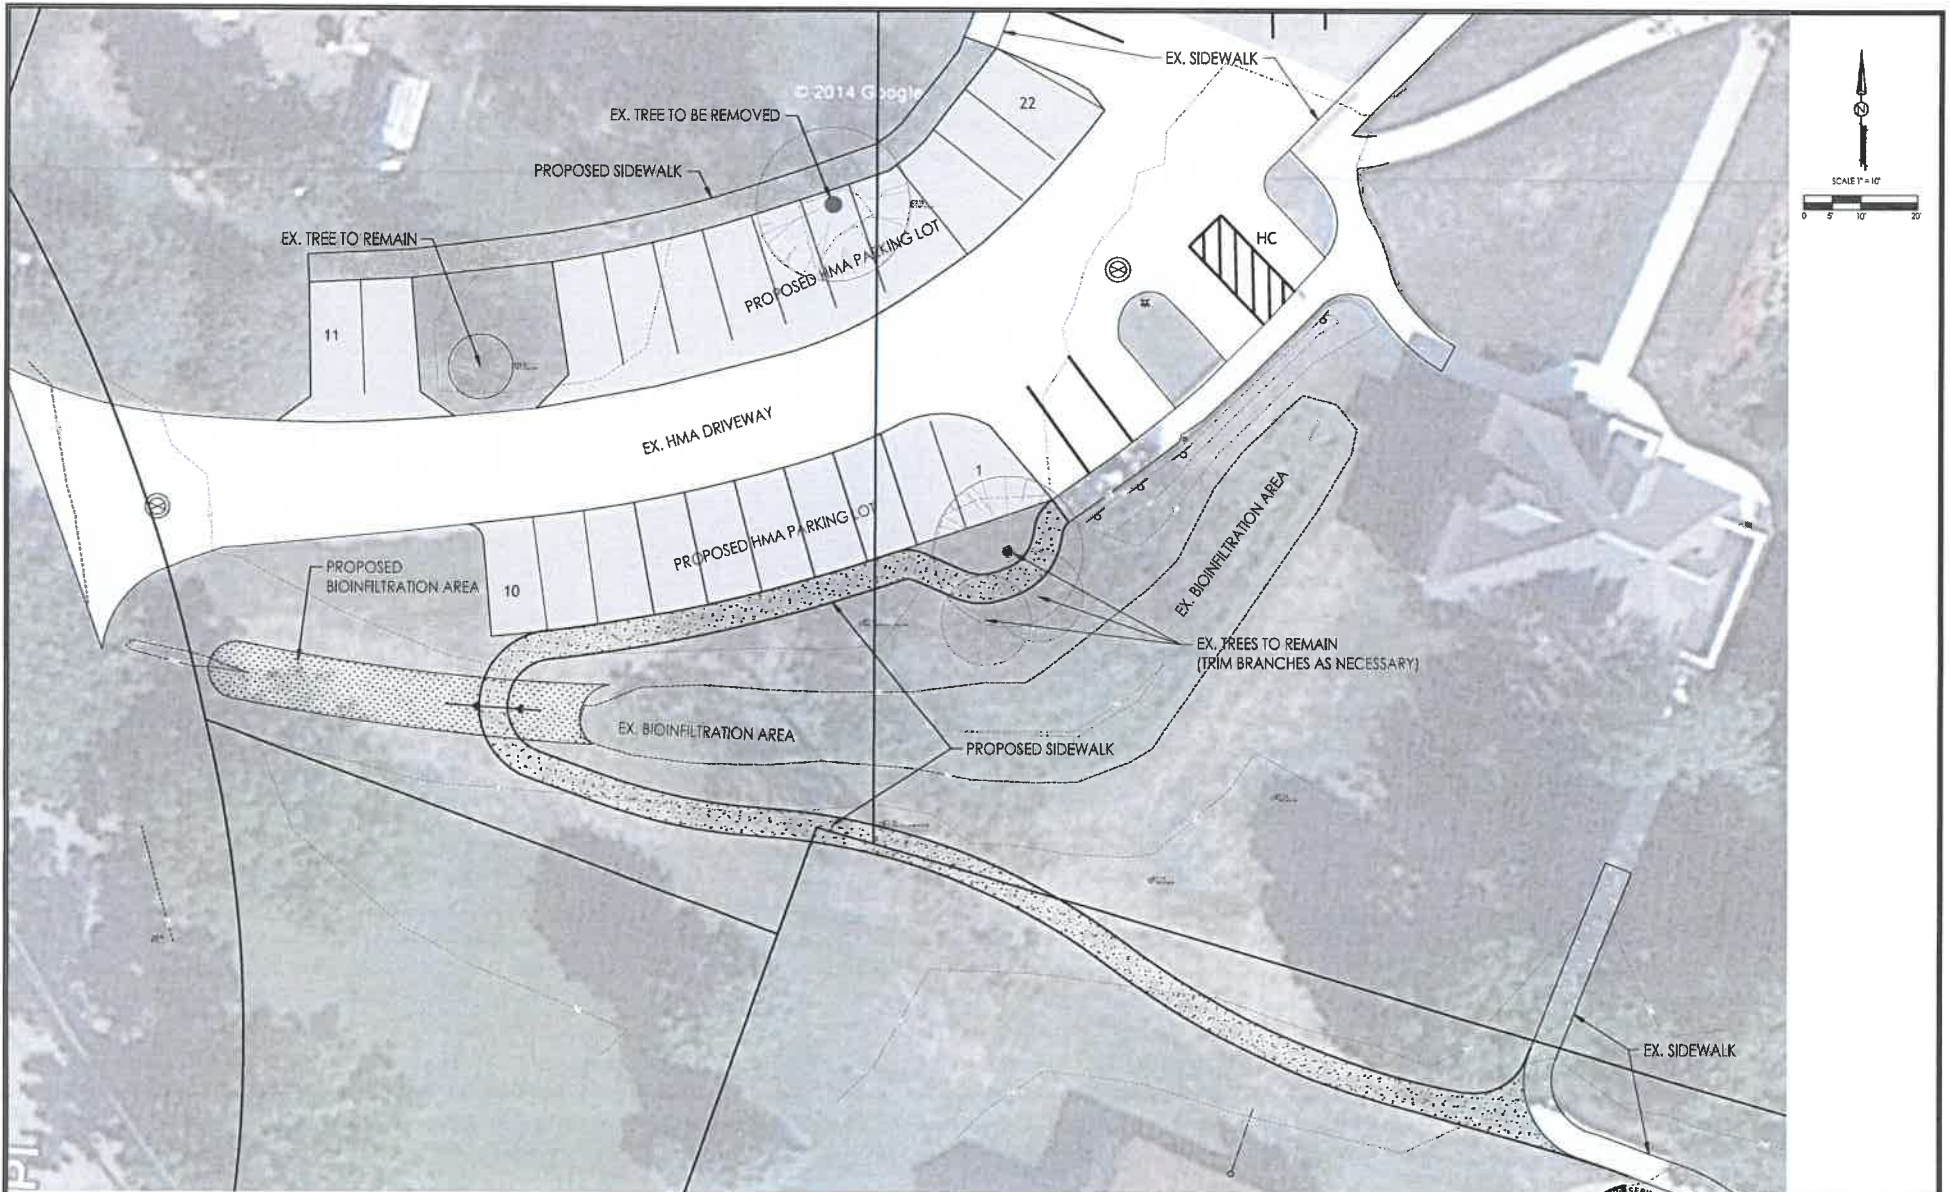 EX. SIDEWALK
© 2014 Google
22
EX. TREE TO BE REMOVED
PROPOSED SIDEWALK
N
SCALE 1" = 10'
0 5' 10' 20'
EX. TREE TO REMAIN
HC
PROPOSED HMA PARKING LOT
11
EX. HMA DRIVEWAY
1
PROPOSED HMA PARKING LOT
EX. BIOINFILTRATION AREA
PROPOSED
BIOINFILTRATION AREA
10
EX. TREES TO REMAIN
(TRIM BRANCHES AS NECESSARY)
EX. BIOINFILTRATION AREA
PROPOSED SIDEWALK
EX. SIDEWALK